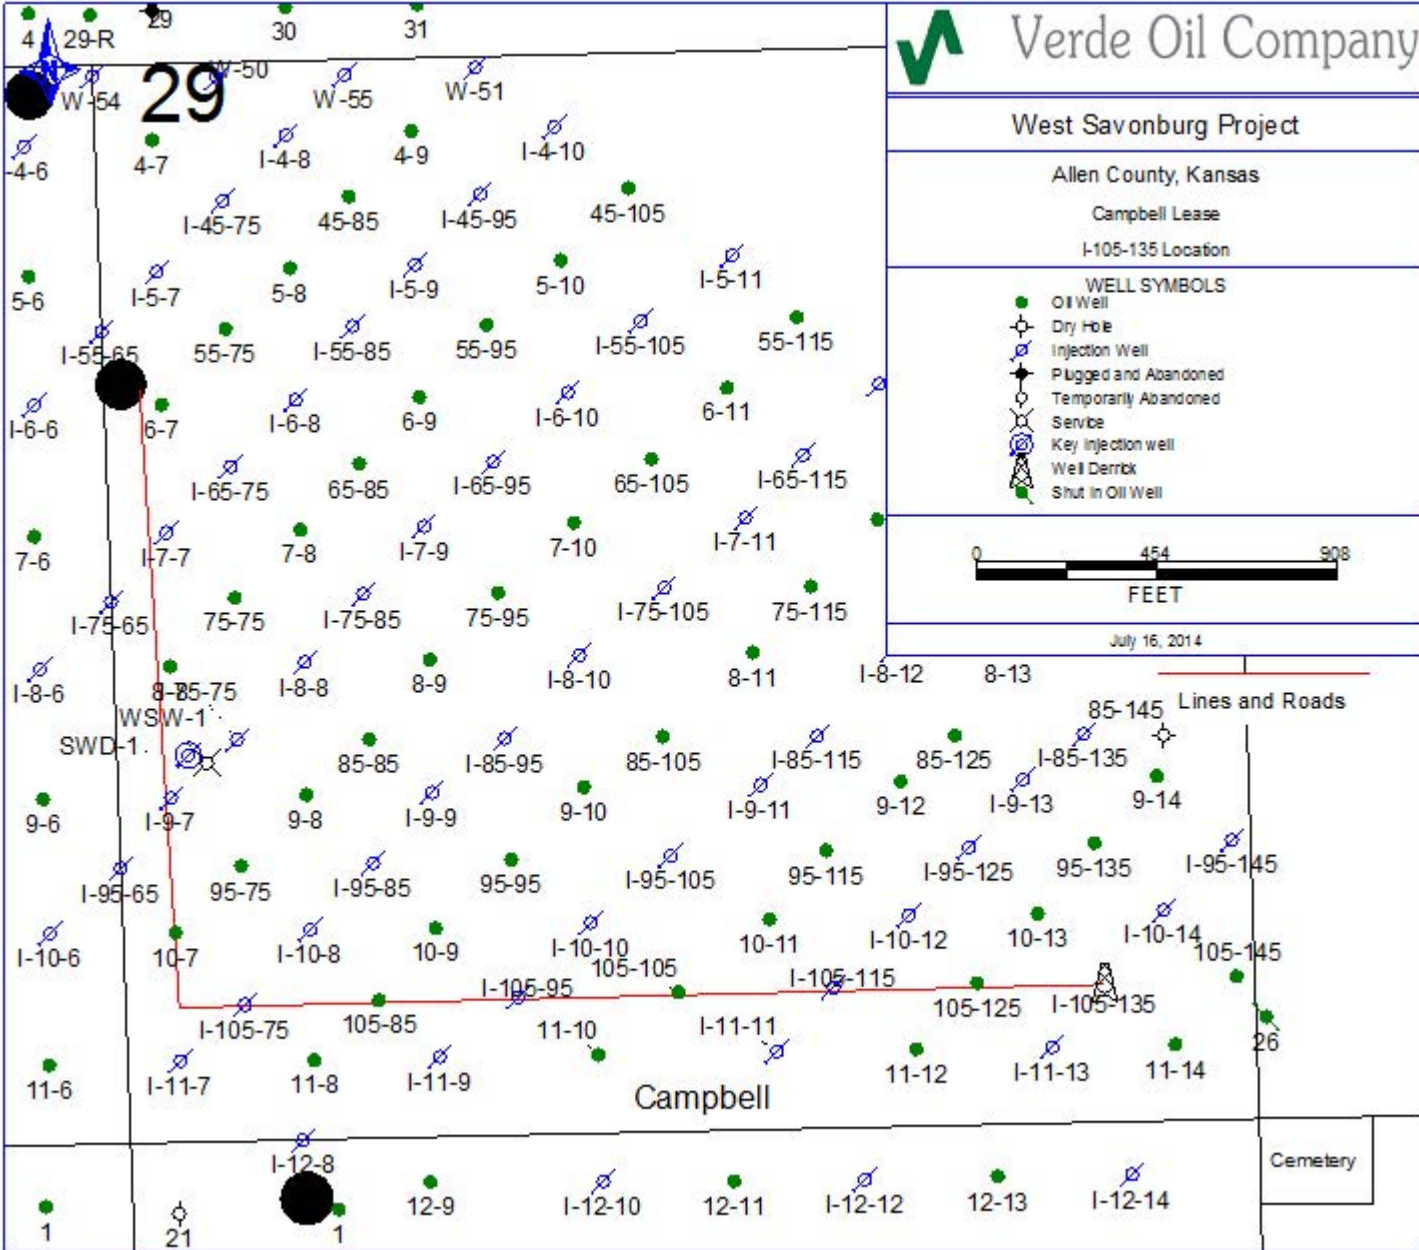 4
29-R
29
30
31
Verde Oil Company
W-50
W-54
29
W-55
W-51
West Savonburg Project
-4-6
4-7
I-4-8
4-9
I-4-10
Allen County, Kansas
I-45-75
45-85
I-45-95
45-105
Campbell Lease
I-105-135 Location
5-6
I-5-7
5-8
I-5-9
5-10
I-5-11
WELL SYMBOLS
Oil Well
Dry Hole
Injection Well
Plugged and Abandoned
Temporarily Abandoned
Service
Key Injection well
Well Derrick
Shut In Oil Well
I-55-65
55-75
I-55-85
55-95
I-55-105
55-115
I-6-6
6-7
I-6-8
6-9
I-6-10
6-11
I-65-75
65-85
I-65-95
65-105
I-65-115
7-6
I-7-7
7-8
I-7-9
7-10
I-7-11
0 454 908
FEET
I-75-65
75-75
I-75-85
75-95
I-75-105
75-115
July 16, 2014
I-8-6
I-8-8
8-9
I-8-10
8-11
I-8-12
8-13
Lines and Roads
WSW-1
SWD-1
85-85
I-85-95
85-105
I-85-115
85-125
I-85-135
85-145
9-6
I-9-7
9-8
I-9-9
9-10
I-9-11
9-12
I-9-13
9-14
I-95-65
95-75
I-95-85
95-95
I-95-105
95-115
I-95-125
95-135
I-95-145
I-10-6
10-7
I-10-8
10-9
I-10-10
10-11
I-10-12
10-13
I-10-14
I-105-75
105-85
I-105-95
105-105
I-105-115
105-125
I-105-135
105-145
11-6
I-11-7
11-8
I-11-9
11-10
I-11-11
11-12
I-11-13
11-14
26
Campbell
I-12-8
Cemetery
1
21
1
12-9
I-12-10
12-11
I-12-12
12-13
I-12-14